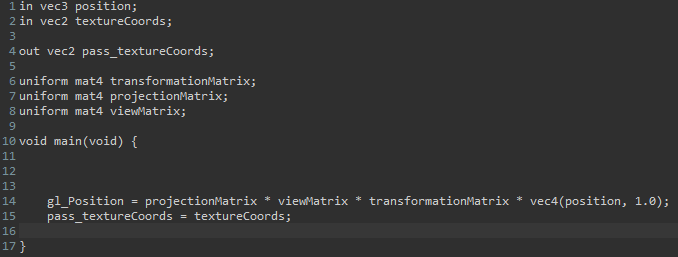 1 in vec3 position;
2 in vec2 textureCoords;
3
4 out vec2 pass_textureCoords;
5
6 uniform mat4 transformationMatrix;
7 uniform mat4 projectionMatrix;
8 uniform mat4 viewMatrix;
9
10 void main(void) {
11
12
13
14     gl_Position = projectionMatrix * viewMatrix * transformationMatrix * vec4(position, 1.0);
15     pass_textureCoords = textureCoords;
16
17 }